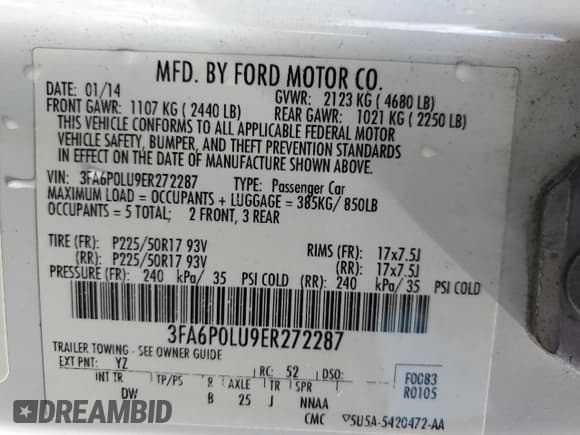 MFD. BY FORD MOTOR CO.
DATE: 01/14 GVWR: 2123 KG ( 4680 LB)
FRONT GAWR: 1107 KG ( 2440 LB) REAR GAWR: 1021 KG ( 2250 LB)
THIS VEHICLE CONFORMS TO ALL APPLICABLE FEDERAL MOTOR
VEHICLE SAFETY, BUMPER, AND THEFT PREVENTION STANDARDS
IN EFFECT ON THE DATE OF MANUFACTURE SHOWN ABOVE.
VIN: 3FA6P0LU9ER272287 TYPE: Passenger Car
MAXIMUM LOAD = OCCUPANTS + LUGGAGE = 385KG/ 850LB
OCCUPANTS = 5 TOTAL; 2 FRONT, 3 REAR
TIRE (FR): P225/50R17 93V RIMS (FR): 17x7.5J
(RR): P225/50R17 93V (RR): 17x7.5J
PRESSURE (FR): 240 kPa/ 35 PSI COLD (RR): 240 kPa/ 35 PSI COLD
3FA6P0LU9ER272287
TRAILER TOWING - SEE OWNER GUIDE
EXT PNT: YZ RC: 52 DSO: F0083
INT TR TP/PS R AXLE TR SPR R0105
DW B 25 J NNAA
CMC 5U5A-5420472-AA
DREAMBID